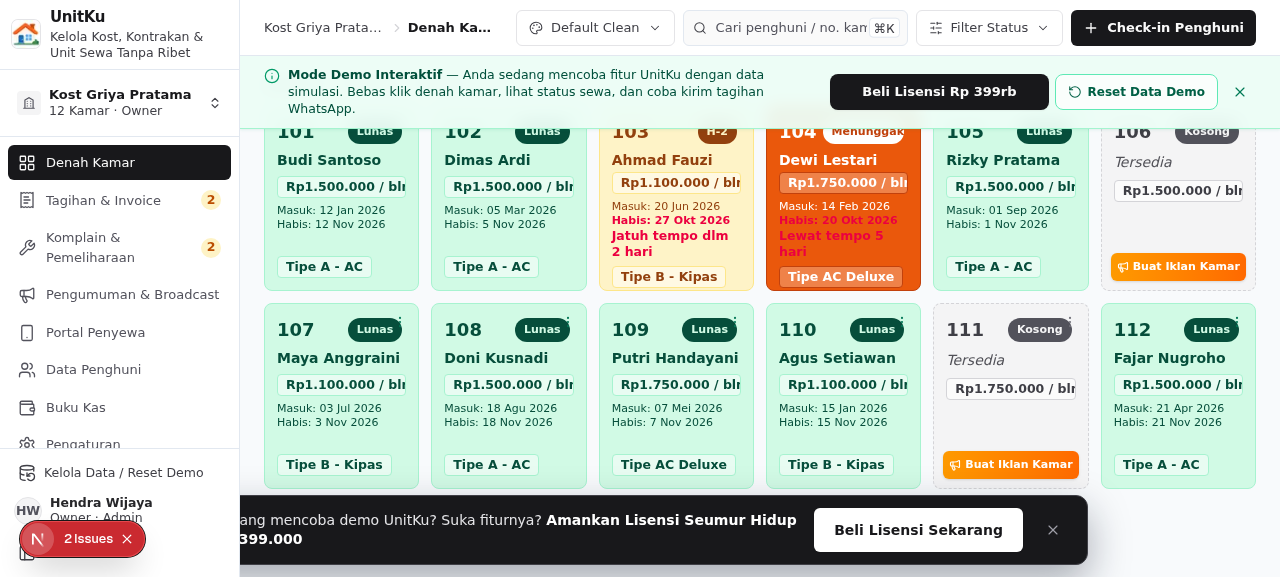 UnitKu
Kelola Kost, Kontrakan &
Unit Sewa Tanpa Ribet
Kost Griya Pratama
12 Kamar · Owner
Denah Kamar
Tagihan & Invoice 2
Komplain &
Pemeliharaan 2
Pengumuman & Broadcast
Portal Penyewa
Data Penghuni
Buku Kas
Pengaturan
Kelola Data / Reset Demo
HW
Hendra Wijaya
Owner · Admin
N 2 Issues
Kost Griya Prata... Denah Ka...
Default Clean
Cari penghuni / no. kam ⌘K
Filter Status
Check-in Penghuni
Mode Demo Interaktif — Anda sedang mencoba fitur UnitKu dengan data
simulasi. Bebas klik denah kamar, lihat status sewa, dan coba kirim tagihan
WhatsApp.
Beli Lisensi Rp 399rb
Reset Data Demo
101 Lunas
Budi Santoso
Rp1.500.000 / bln
Masuk: 12 Jan 2026
Habis: 12 Nov 2026
Tipe A - AC
102 Lunas
Dimas Ardi
Rp1.500.000 / bln
Masuk: 05 Mar 2026
Habis: 5 Nov 2026
Tipe A - AC
103 H-2
Ahmad Fauzi
Rp1.100.000 / bln
Masuk: 20 Jun 2026
Habis: 27 Okt 2026
Jatuh tempo dlm
2 hari
Tipe B - Kipas
104 Menunggak
Dewi Lestari
Rp1.750.000 / bln
Masuk: 14 Feb 2026
Habis: 20 Okt 2026
Lewat tempo 5
hari
Tipe AC Deluxe
105 Lunas
Rizky Pratama
Rp1.500.000 / bln
Masuk: 01 Sep 2026
Habis: 1 Nov 2026
Tipe A - AC
106 Kosong
Tersedia
Rp1.500.000 / bln
Buat Iklan Kamar
107 Lunas
Maya Anggraini
Rp1.100.000 / bln
Masuk: 03 Jul 2026
Habis: 3 Nov 2026
Tipe B - Kipas
108 Lunas
Doni Kusnadi
Rp1.500.000 / bln
Masuk: 18 Agu 2026
Habis: 18 Nov 2026
Tipe A - AC
109 Lunas
Putri Handayani
Rp1.750.000 / bln
Masuk: 07 Mei 2026
Habis: 7 Nov 2026
Tipe AC Deluxe
110 Lunas
Agus Setiawan
Rp1.100.000 / bln
Masuk: 15 Jan 2026
Habis: 15 Nov 2026
Tipe B - Kipas
111 Kosong
Tersedia
Rp1.750.000 / bln
Buat Iklan Kamar
112 Lunas
Fajar Nugroho
Rp1.500.000 / bln
Masuk: 21 Apr 2026
Habis: 21 Nov 2026
Tipe A - AC
ang mencoba demo UnitKu? Suka fiturnya? Amankan Lisensi Seumur Hidup
399.000
Beli Lisensi Sekarang